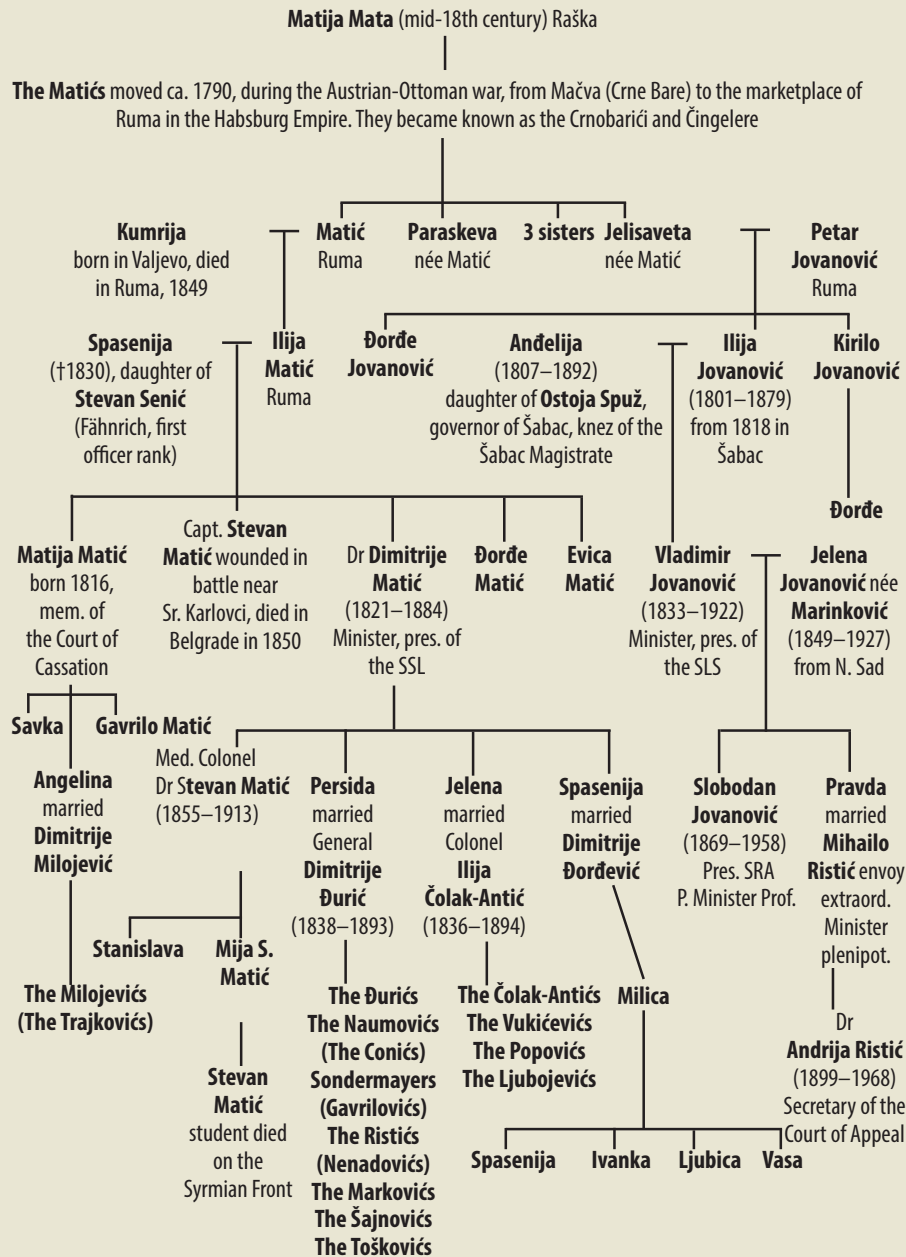 Matija Mata (mid-18th century) Raška
The Matićs moved ca. 1790, during the Austrian-Ottoman war, from Mačva (Crne Bare) to the marketplace of
Ruma in the Habsburg Empire. They became known as the Crnobarići and Čingelere
Kumrija
born in Valjevo, died
in Ruma, 1849
Matić
Ruma
Paraskeva
née Matić
3 sisters
Jelisaveta
née Matić
Petar
Jovanović
Ruma
Spasenija
(†1830), daughter of
Stevan Senić
(Fähnrich, first
officer rank)
Ilija
Matić
Ruma
Đorđe
Jovanović
Anđelija
(1807–1892)
daughter of Ostoja Spuž,
governor of Šabac, knez of the
Šabac Magistrate
Ilija
Jovanović
(1801–1879)
from 1818 in
Šabac
Kirilo
Jovanović
Đorđe
Matija Matić
born 1816,
mem. of
the Court of
Cassation
Capt. Stevan
Matić wounded in
battle near
Sr. Karlovci, died in
Belgrade in 1850
Dr Dimitrije
Matić
(1821–1884)
Minister, pres. of
the SSL
Đorđe
Matić
Evica
Matić
Vladimir
Jovanović
(1833–1922)
Minister, pres. of
the SLS
Jelena
Jovanović née
Marinković
(1849–1927)
from N. Sad
Savka
Gavrilo Matić
Angelina
married
Dimitrije
Milojević
Med. Colonel
Dr Stevan Matić
(1855–1913)
Persida
married
General
Dimitrije
Đurić
(1838–1893)
Jelena
married
Colonel
Ilija
Čolak-Antić
(1836–1894)
Spasenija
married
Dimitrije
Đorđević
Slobodan
Jovanović
(1869–1958)
Pres. SRA
P. Minister Prof.
Pravda
married
Mihailo
Ristić envoy
extraord.
Minister
plenipot.
Stanislava
Mija S.
Matić
The Milojevićs
(The Trajkovićs)
The Đurićs
The Naumovićs
(The Conićs)
Sondermayers
(Gavrilovićs)
The Ristićs
(Nenadovićs)
The Markovićs
The Šajnovićs
The Toškovićs
The Čolak-Antićs
The Vukićevićs
The Popovićs
The Ljubojevićs
Milica
Dr
Andrija Ristić
(1899–1968)
Secretary of the
Court of Appeal
Stevan
Matić
student died
on the
Syrmian Front
Spasenija
Ivanka
Ljubica
Vasa